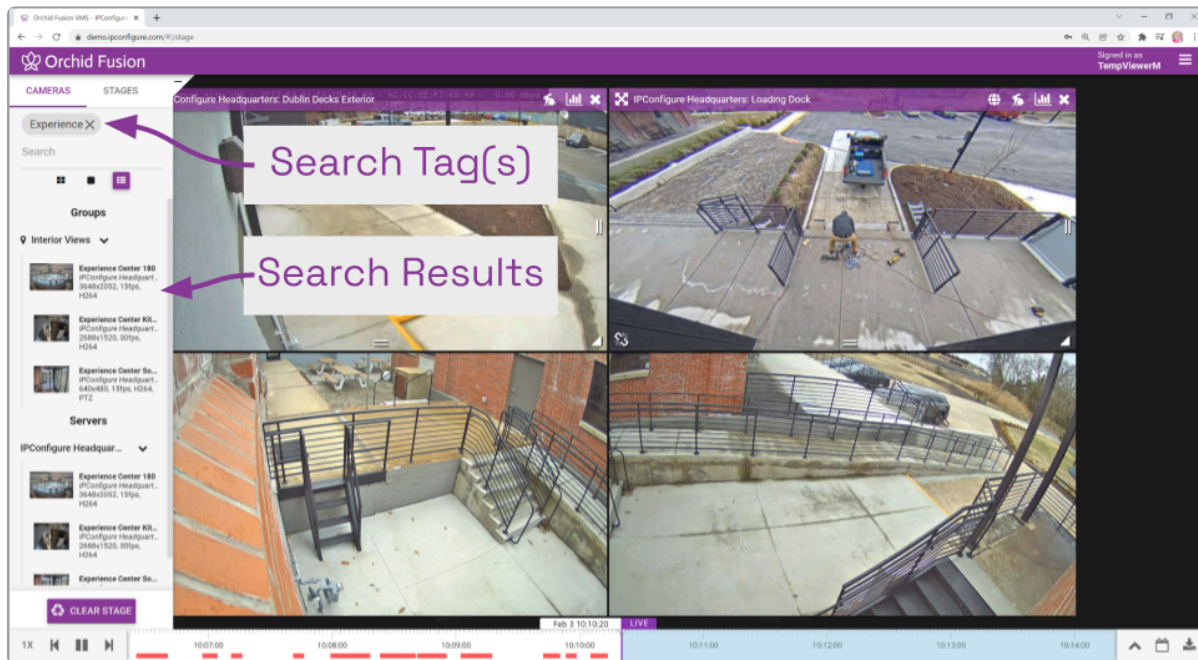 Orchid Fusion VMS - IPConfigur
demo.ipconfigure.com/#!/stage
Orchid Fusion
Signed in as
TempViewerM
CAMERAS
STAGES
Configure Headquarters: Dublin Decks Exterior
IPConfigure Headquarters: Loading Dock
Experience
Search
Search Tag(s)
Groups
Interior Views
Search Results
Experience Center 180
IPConfigure Headquart...
3648x2052, 15fps,
H264
Experience Center Kit...
IPConfigure Headquart...
2688x1520, 30fps,
H264
Experience Center So...
IPConfigure Headquart...
640x480, 15fps, H264,
PTZ
Servers
IPConfigure Headquar...
Experience Center 180
IPConfigure Headquart...
3648x2052, 15fps,
H264
Experience Center Kit...
IPConfigure Headquart...
2688x1520, 30fps,
H264
Experience Center So...
CLEAR STAGE
Feb 3 10:10:20
LIVE
1X
10:07:00
10:08:00
10:09:00
10:10:00
10:11:00
10:12:00
10:13:00
10:14:00